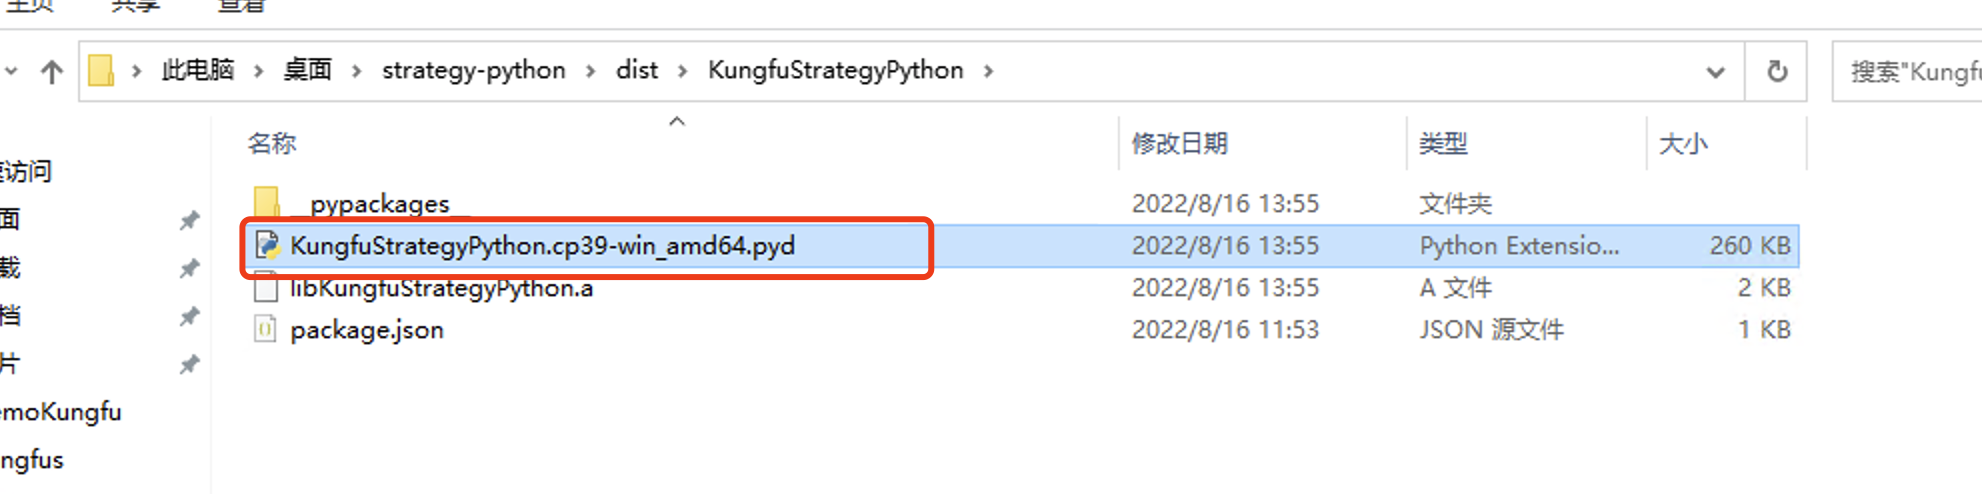 主页 共享 查看
此电脑 桌面 strategy-python dist KungfuStrategyPython 搜索"Kungfu
名称 修改日期 类型 大小
访问
__pypackages__ 2022/8/16 13:55 文件夹
面
KungfuStrategyPython.cp39-win_amd64.pyd 2022/8/16 13:55 Python Extensio... 260 KB
载
libKungfuStrategyPython.a 2022/8/16 13:55 A 文件 2 KB
档
package.json 2022/8/16 11:53 JSON 源文件 1 KB
片
emoKungfu
ngfus